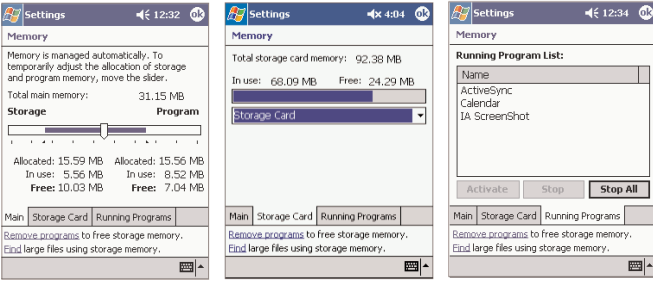 Settings 12:32 ok
Memory
Memory is managed automatically. To
temporarily adjust the allocation of storage
and program memory, move the slider.
Total main memory: 31.15 MB
Storage Program
Allocated: 15.59 MB Allocated: 15.56 MB
In use: 5.56 MB In use: 8.52 MB
Free: 10.03 MB Free: 7.04 MB
Main Storage Card Running Programs
Remove programs to free storage memory.
Find large files using storage memory.
Settings 4:04 ok
Memory
Total storage card memory: 92.38 MB
In use: 68.09 MB Free: 24.29 MB
Storage Card
Main Storage Card Running Programs
Remove programs to free storage memory.
Find large files using storage memory.
Settings 12:34 ok
Memory
Running Program List:
Name
ActiveSync
Calendar
IA ScreenShot
Activate Stop Stop All
Main Storage Card Running Programs
Remove programs to free storage memory.
Find large files using storage memory.